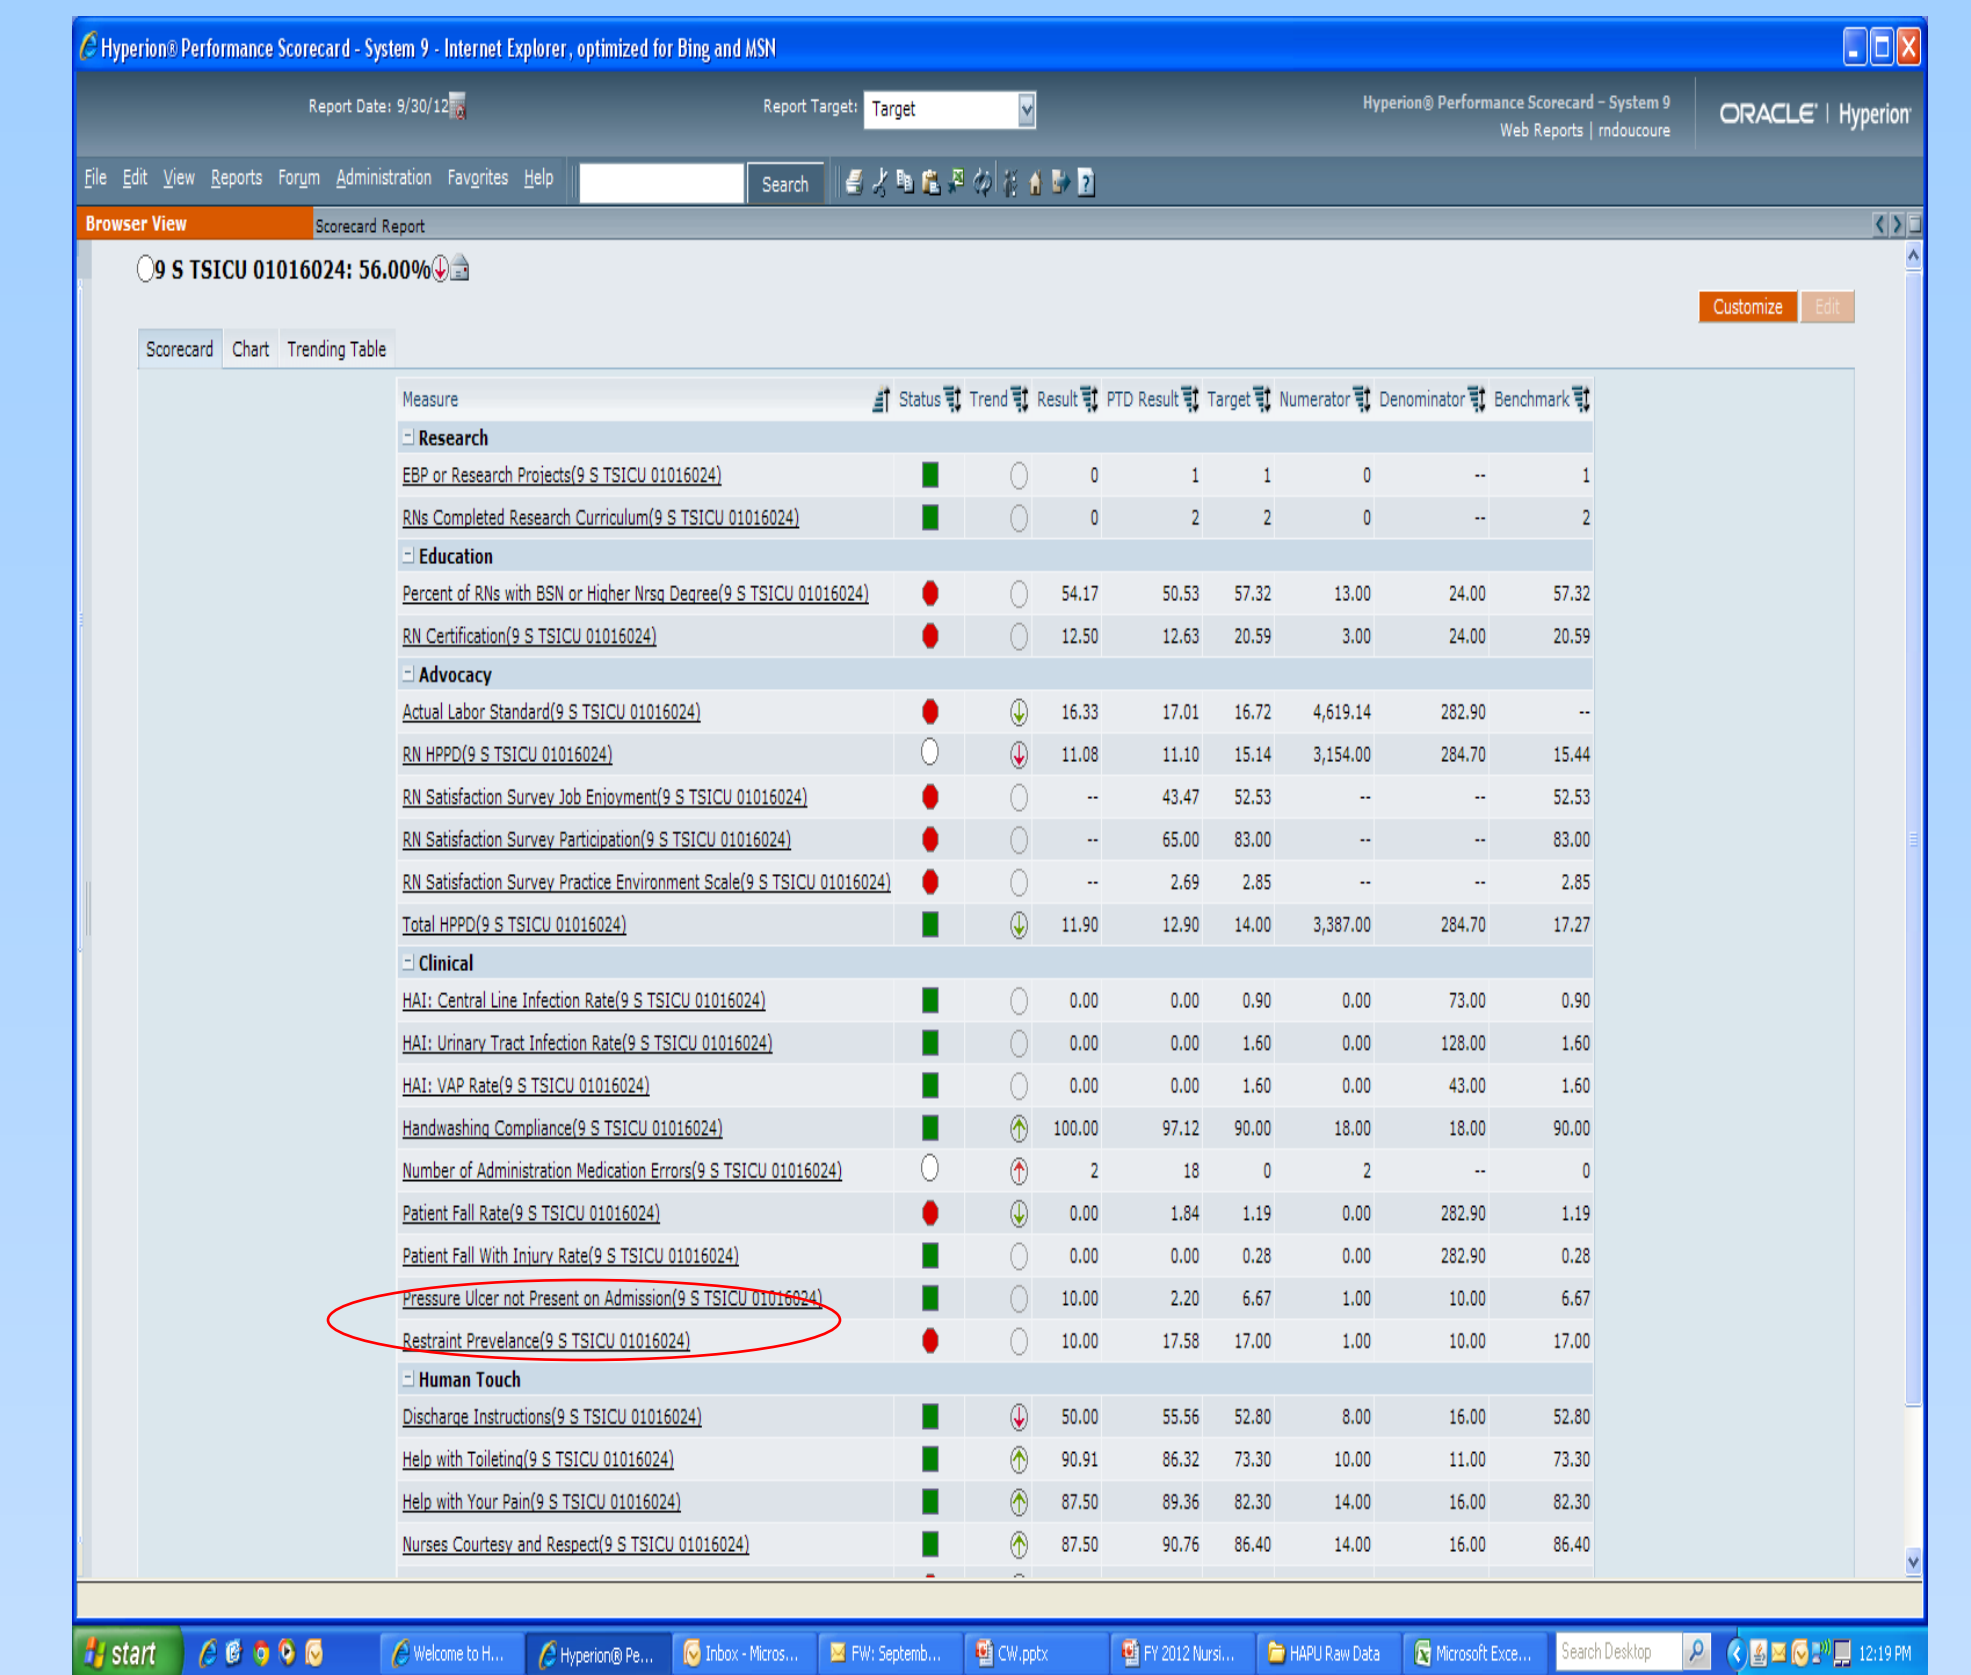 Hyperion® Performance Scorecard - System 9 - Internet Explorer, optimized for Bing and MSN
Report Date: 9/30/12 Report Target: Target Hyperion® Performance Scorecard – System 9
Web Reports | rndoucoure
ORACLE® | Hyperion®
File Edit View Reports Forum Administration Favorites Help Search
Browser View Scorecard Report
9 S TSICU 01016024: 56.00%
Customize Edit
Scorecard Chart Trending Table
Measure Status Trend Result PTD Result Target Numerator Denominator Benchmark
Research
EBP or Research Projects(9 S TSICU 01016024) 0 1 1 0 -- 1
RNs Completed Research Curriculum(9 S TSICU 01016024) 0 2 2 0 -- 2
Education
Percent of RNs with BSN or Higher Nrsg Degree(9 S TSICU 01016024) 54.17 50.53 57.32 13.00 24.00 57.32
RN Certification(9 S TSICU 01016024) 12.50 12.63 20.59 3.00 24.00 20.59
Advocacy
Actual Labor Standard(9 S TSICU 01016024) 16.33 17.01 16.72 4,619.14 282.90 --
RN HPPD(9 S TSICU 01016024) 11.08 11.10 15.14 3,154.00 284.70 15.44
RN Satisfaction Survey Job Enjoyment(9 S TSICU 01016024) -- 43.47 52.53 -- -- 52.53
RN Satisfaction Survey Participation(9 S TSICU 01016024) -- 65.00 83.00 -- -- 83.00
RN Satisfaction Survey Practice Environment Scale(9 S TSICU 01016024) -- 2.69 2.85 -- -- 2.85
Total HPPD(9 S TSICU 01016024) 11.90 12.90 14.00 3,387.00 284.70 17.27
Clinical
HAI: Central Line Infection Rate(9 S TSICU 01016024) 0.00 0.00 0.90 0.00 73.00 0.90
HAI: Urinary Tract Infection Rate(9 S TSICU 01016024) 0.00 0.00 1.60 0.00 128.00 1.60
HAI: VAP Rate(9 S TSICU 01016024) 0.00 0.00 1.60 0.00 43.00 1.60
Handwashing Compliance(9 S TSICU 01016024) 100.00 97.12 90.00 18.00 18.00 90.00
Number of Administration Medication Errors(9 S TSICU 01016024) 2 18 0 2 -- 0
Patient Fall Rate(9 S TSICU 01016024) 0.00 1.84 1.19 0.00 282.90 1.19
Patient Fall With Injury Rate(9 S TSICU 01016024) 0.00 0.00 0.28 0.00 282.90 0.28
Pressure Ulcer not Present on Admission(9 S TSICU 01016024) 10.00 2.20 6.67 1.00 10.00 6.67
Restraint Prevelance(9 S TSICU 01016024) 10.00 17.58 17.00 1.00 10.00 17.00
Human Touch
Discharge Instructions(9 S TSICU 01016024) 50.00 55.56 52.80 8.00 16.00 52.80
Help with Toileting(9 S TSICU 01016024) 90.91 86.32 73.30 10.00 11.00 73.30
Help with Your Pain(9 S TSICU 01016024) 87.50 89.36 82.30 14.00 16.00 82.30
Nurses Courtesy and Respect(9 S TSICU 01016024) 87.50 90.76 86.40 14.00 16.00 86.40
start Welcome to H... Hyperion® Pe... Inbox - Micros... FW: Septemb... CW.pptx FY 2012 Nursi... HAPU Raw Data Microsoft Exce... Search Desktop 12:19 PM